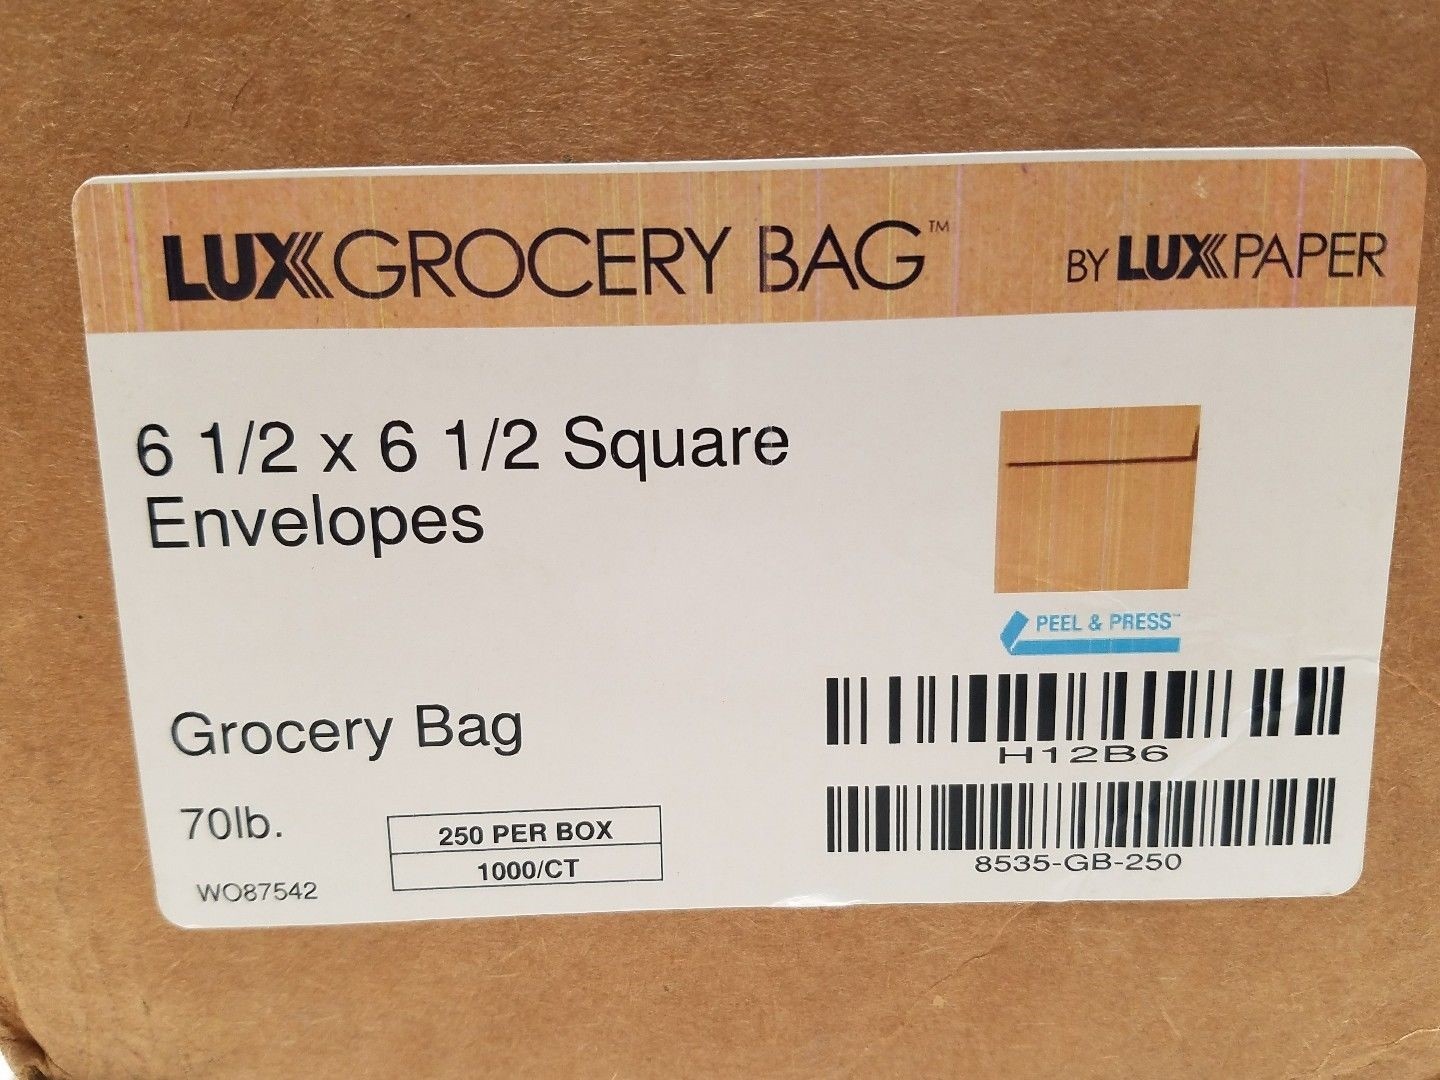 LUX GROCERY BAG™
BY LUX PAPER
6 1/2 x 6 1/2 Square
Envelopes
PEEL & PRESS™
Grocery Bag
H12B6
70lb.
250 PER BOX
1000/CT
8535-GB-250
WO87542